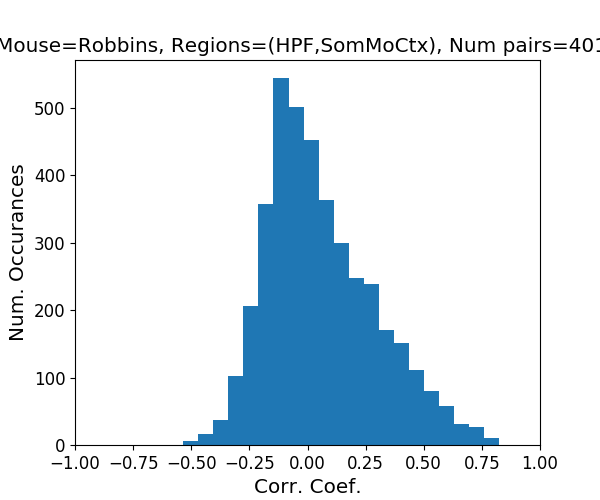 Mouse=Robbins, Regions=(HPF,SomMoCtx), Num pairs=401
Num. Occurances
500
400
300
200
100
0
−1.00 −0.75 −0.50 −0.25 0.00 0.25 0.50 0.75 1.00
Corr. Coef.